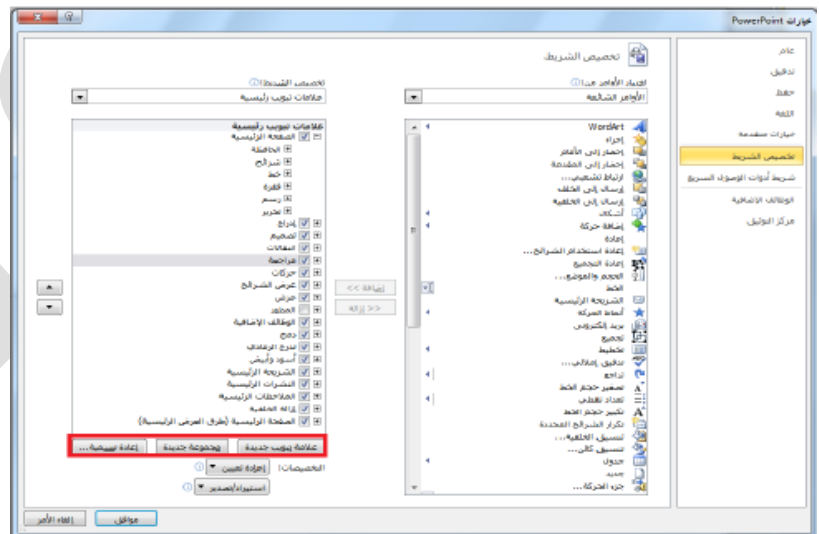 خيارات PowerPoint
عام
تدقيق
حفظ
اللغة
خيارات متقدمة
تخصيص الشريط
شريط أدوات الوصول السريع
الوظائف الإضافية
مركز التوثيق
تخصيص الشريط.
اختيار الأوامر من:
الأوامر الشائعة
WordArt
إجراء
إحضار إلى الأمام
إحضار إلى المقدمة
ارتباط تشعبي...
إرسال إلى الخلف
إرسال إلى الخلفية
أشكال
إضافة حركة
إعادة
إعادة استخدام الشرائح...
إعادة التجميع
الحجم والموضع...
الخط
الشريحة الرئيسية
أنماط الحركة
بريد إلكتروني
تجميع
تخطيط
تدقيق إملائي...
تراجع
تصغير حجم الخط
تعداد نقطي
تكبير حجم الخط
تكرار الشرائح المحددة
تنسيق الخلفية...
تنسيق كائن...
جدول
جديد
جزء الحركة...
إضافة >>
<< إزالة
تخصيص الشريط:
علامات تبويب رئيسية
علامات تبويب رئيسية
الصفحة الرئيسية
الحافظة
شرائح
خط
فقرة
رسم
تحرير
إدراج
تصميم
انتقالات
مراجعة
حركات
عرض الشرائح
عرض
المطور
الوظائف الإضافية
دمج
تدرج الرمادي
أسود وأبيض
الشريحة الرئيسية
النشرات الرئيسية
الملاحظات الرئيسية
إزالة الخلفية
الصفحة الرئيسية (طرق العرض الرئيسية)
علامة تبويب جديدة
مجموعة جديدة
إعادة تسمية...
التخصيصات:
إعادة تعيين
استيراد/تصدير
موافق
إلغاء الأمر